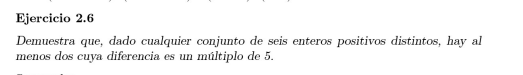 Ejercicio 2.6
Demuestra que, dado cualquier conjunto de seis enteros positivos distintos, hay al
menos dos cuya diferencia es un múltiplo de 5.